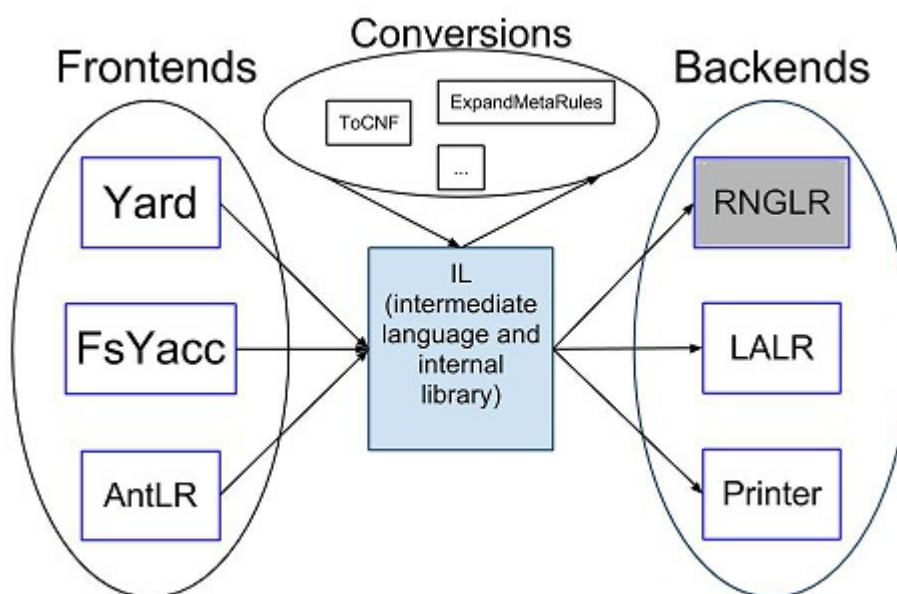 Conversions
Frontends
Backends
ToCNF
ExpandMetaRules
...
Yard
FsYacc
AntLR
IL
(intermediate
language and
internal
library)
RNGLR
LALR
Printer